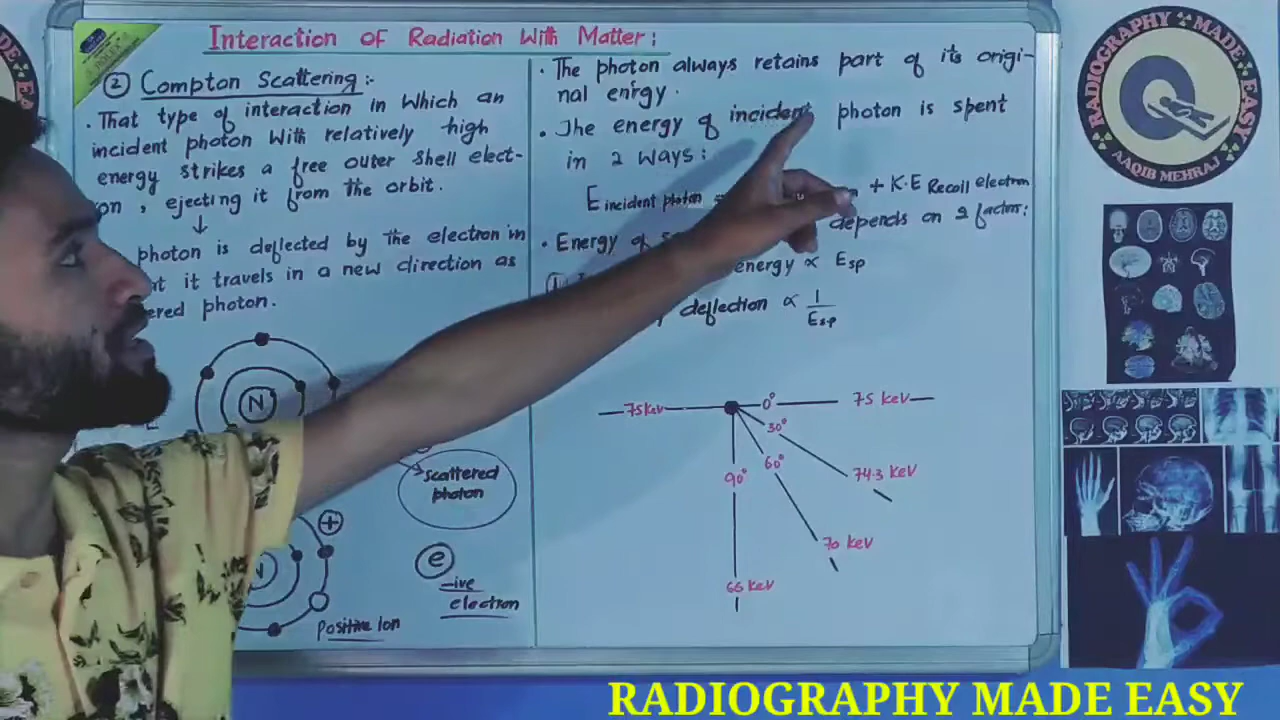 Interaction OF Radiation With Matter:
② Compton Scattering:-
• That type of interaction in which an
incident photon with relatively high
energy strikes a free outer shell elect-
on, ejecting it from the orbit.
↓
photon is deflected by the electron in
it travels in a new direction as
photon.
N
Scattered
photon
+
e
-ive
electron
Positive Ion
• The photon always retains part of its origi-
nal enrgy.
• The energy of incident photon is spent
in 2 ways:
E incident photon = + K.E Recoil electron
• Energy of depends on 2 factors:
energy ∝ Esp
deflection ∝ 1/Esp
75 keV 0° 75 keV
30°
60°
90°
74.3 keV
70 keV
66 keV
RADIOGRAPHY MADE EASY
AAQIB MEHRAJ
RADIOGRAPHY MADE EASY